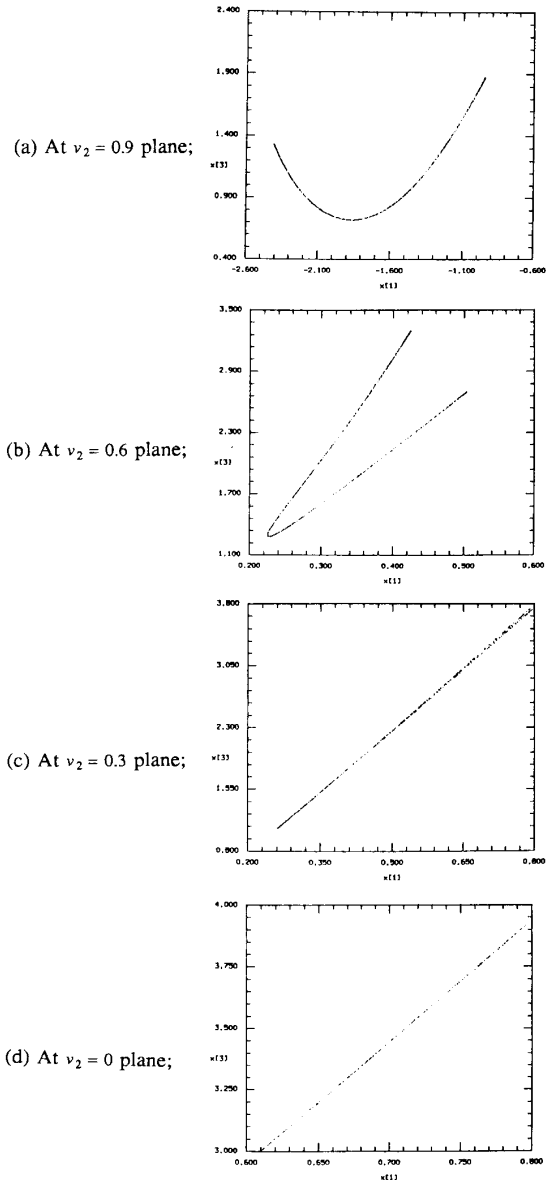 2.400
1.900
(a) At v₂ = 0.9 plane;
1.400
x[3]
0.900
0.400
-2.600 -2.100 -1.600 -1.100 -0.600
x[1]
3.500
2.900
(b) At v₂ = 0.6 plane;
2.300
x[3]
1.700
1.100
0.200 0.300 0.400 0.500 0.600
x[1]
3.800
3.050
2.300
(c) At v₂ = 0.3 plane;
x[3]
1.550
0.800
0.200 0.350 0.500 0.650 0.800
x[1]
4.000
3.750
3.500
(d) At v₂ = 0 plane;
x[3]
3.250
3.000
0.600 0.650 0.700 0.750 0.800
x[1]